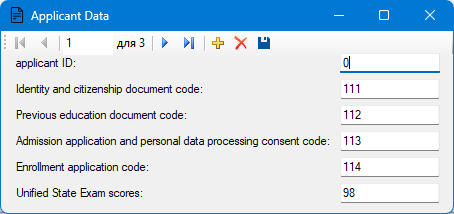 Applicant Data
1 для 3
applicant ID: 0
Identity and citizenship document code: 111
Previous education document code: 112
Admission application and personal data processing consent code: 113
Enrollment application code: 114
Unified State Exam scores: 98